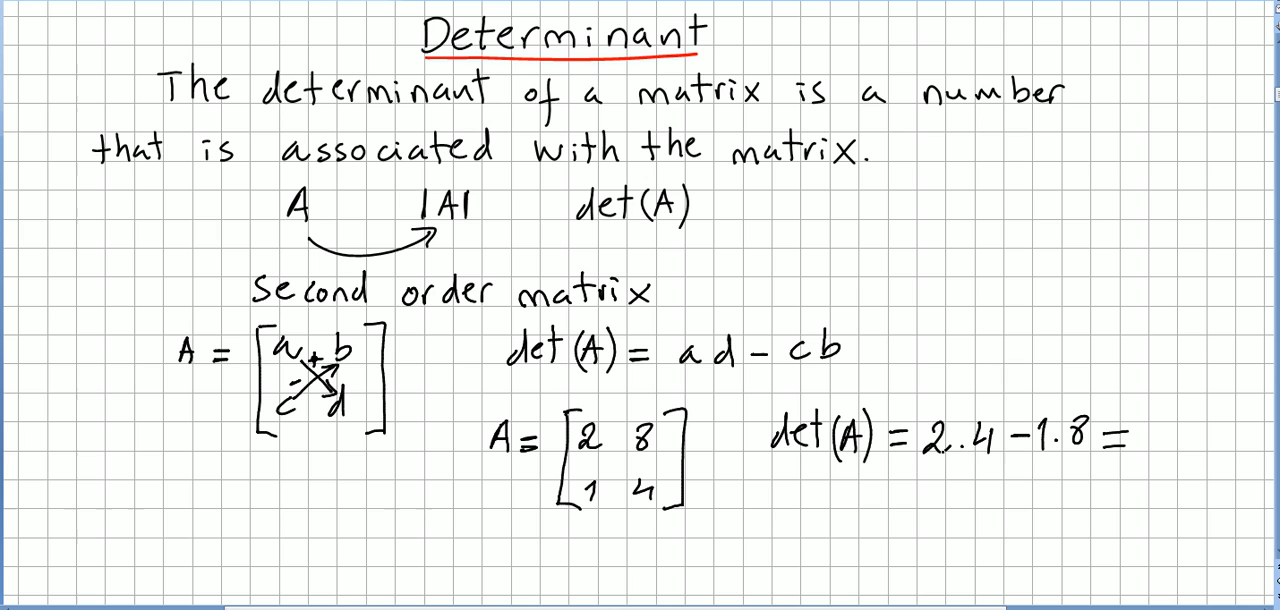 Determinant
The determinant of a matrix is a number
that is associated with the matrix.
A |A| det(A)
second order matrix
A = [a + b
- c d] det(A) = ad - cb
A = [2 8
1 4] det(A) = 2.4 - 1.8 =